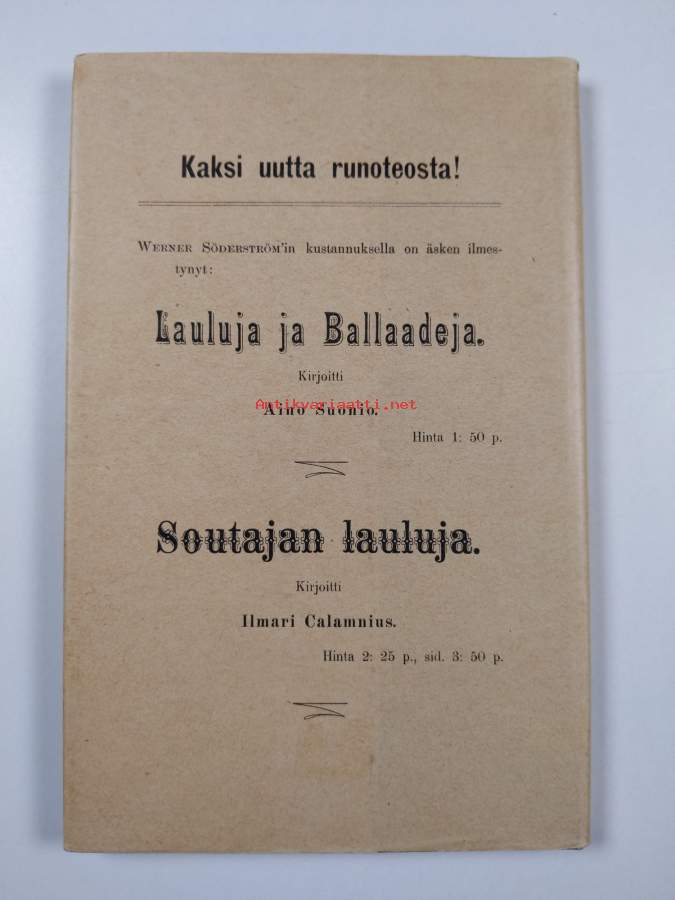 Kaksi uutta runoteosta!
WERNER SÖDERSTRÖM'in kustannuksella on äsken ilmes-
tynyt:
Lauluja ja Ballaadeja.
Kirjoitti
Antikvariaatti.net
Aino Suonio.
Hinta 1: 50 p.
Soutajan lauluja.
Kirjoitti
Ilmari Calamnius.
Hinta 2: 25 p., sid. 3: 50 p.